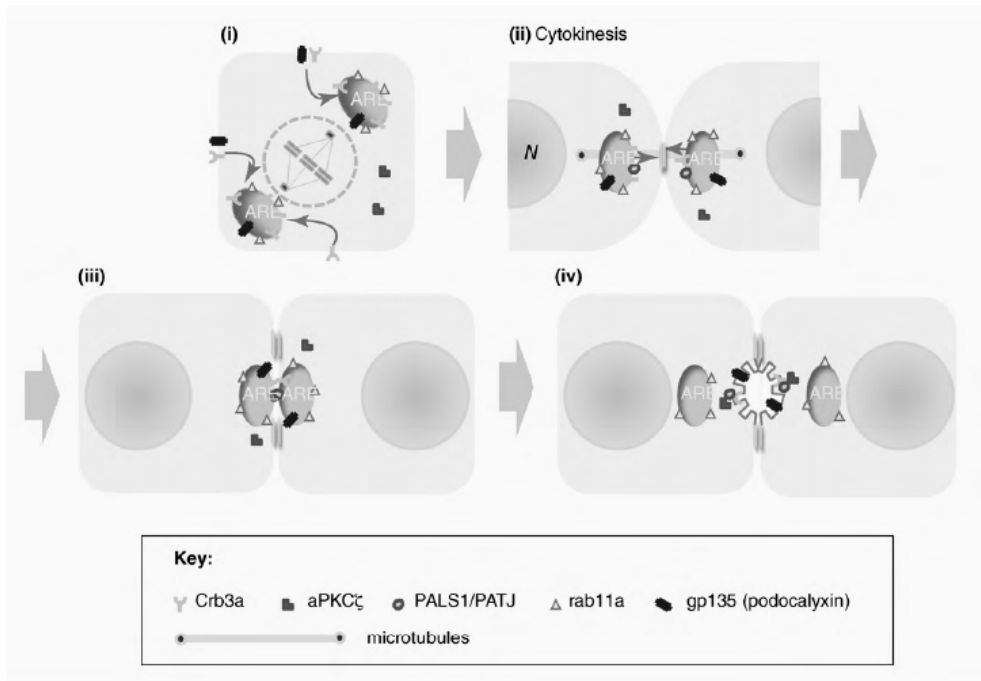 (i)
(ii) Cytokinesis
ARE
ARE
N
ARE
ARE
(iii)
(iv)
ARE
ARE
ARE
ARE
Key:
Crb3a aPKCζ PALS1/PATJ rab11a gp135 (podocalyxin)
microtubules